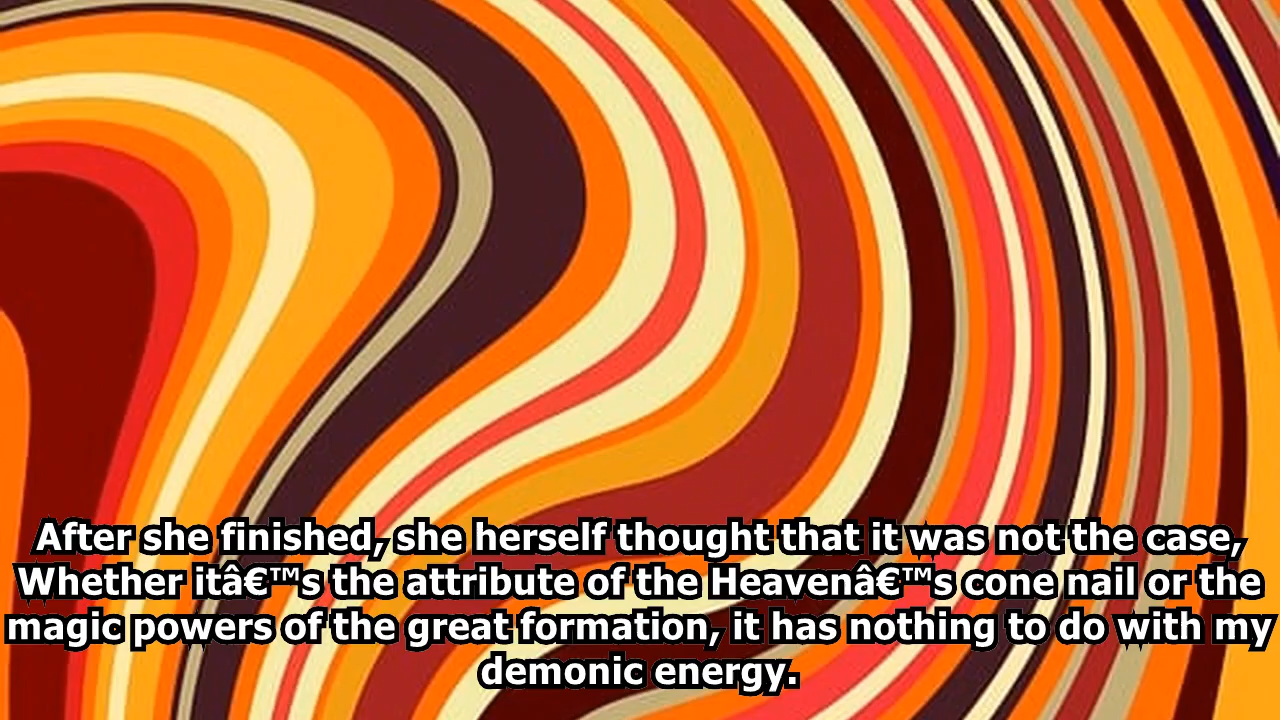 After she finished, she herself thought that it was not the case,
Whether itâ€™s the attribute of the Heavenâ€™s cone nail or the
magic powers of the great formation, it has nothing to do with my
demonic energy.